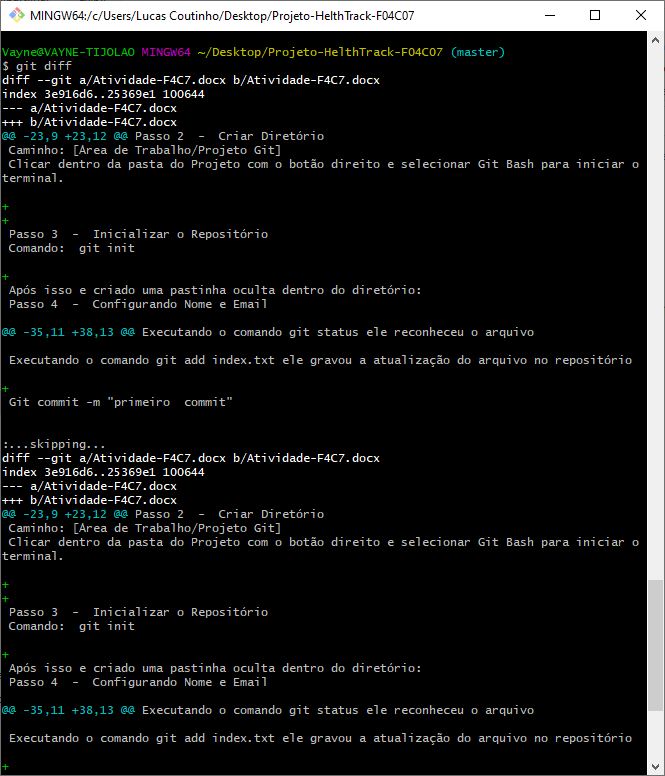 MINGW64:/c/Users/Lucas Coutinho/Desktop/Projeto-HelthTrack-F04C07
Vayne@VAYNE-TIJOLAO MINGW64 ~/Desktop/Projeto-HelthTrack-F04C07 (master)
$ git diff
diff --git a/Atividade-F4C7.docx b/Atividade-F4C7.docx
index 3e916d6..25369e1 100644
--- a/Atividade-F4C7.docx
+++ b/Atividade-F4C7.docx
@@ -23,9 +23,12 @@ Passo 2  -  Criar Diretório
 Caminho: [Área de Trabalho/Projeto Git]
 Clicar dentro da pasta do Projeto com o botão direito e selecionar Git Bash para iniciar o
terminal.
+
+
 Passo 3  -  Inicializar o Repositório
 Comando:  git init
+
 Após isso e criado uma pastinha oculta dentro do diretório:
 Passo 4  -  Configurando Nome e Email
@@ -35,11 +38,13 @@ Executando o comando git status ele reconheceu o arquivo
 Executando o comando git add index.txt ele gravou a atualização do arquivo no repositório
+
 Git commit -m "primeiro  commit"
:...skipping...
diff --git a/Atividade-F4C7.docx b/Atividade-F4C7.docx
index 3e916d6..25369e1 100644
--- a/Atividade-F4C7.docx
+++ b/Atividade-F4C7.docx
@@ -23,9 +23,12 @@ Passo 2  -  Criar Diretório
 Caminho: [Área de Trabalho/Projeto Git]
 Clicar dentro da pasta do Projeto com o botão direito e selecionar Git Bash para iniciar o
terminal.
+
+
 Passo 3  -  Inicializar o Repositório
 Comando:  git init
+
 Após isso e criado uma pastinha oculta dentro do diretório:
 Passo 4  -  Configurando Nome e Email
@@ -35,11 +38,13 @@ Executando o comando git status ele reconheceu o arquivo
 Executando o comando git add index.txt ele gravou a atualização do arquivo no repositório
+